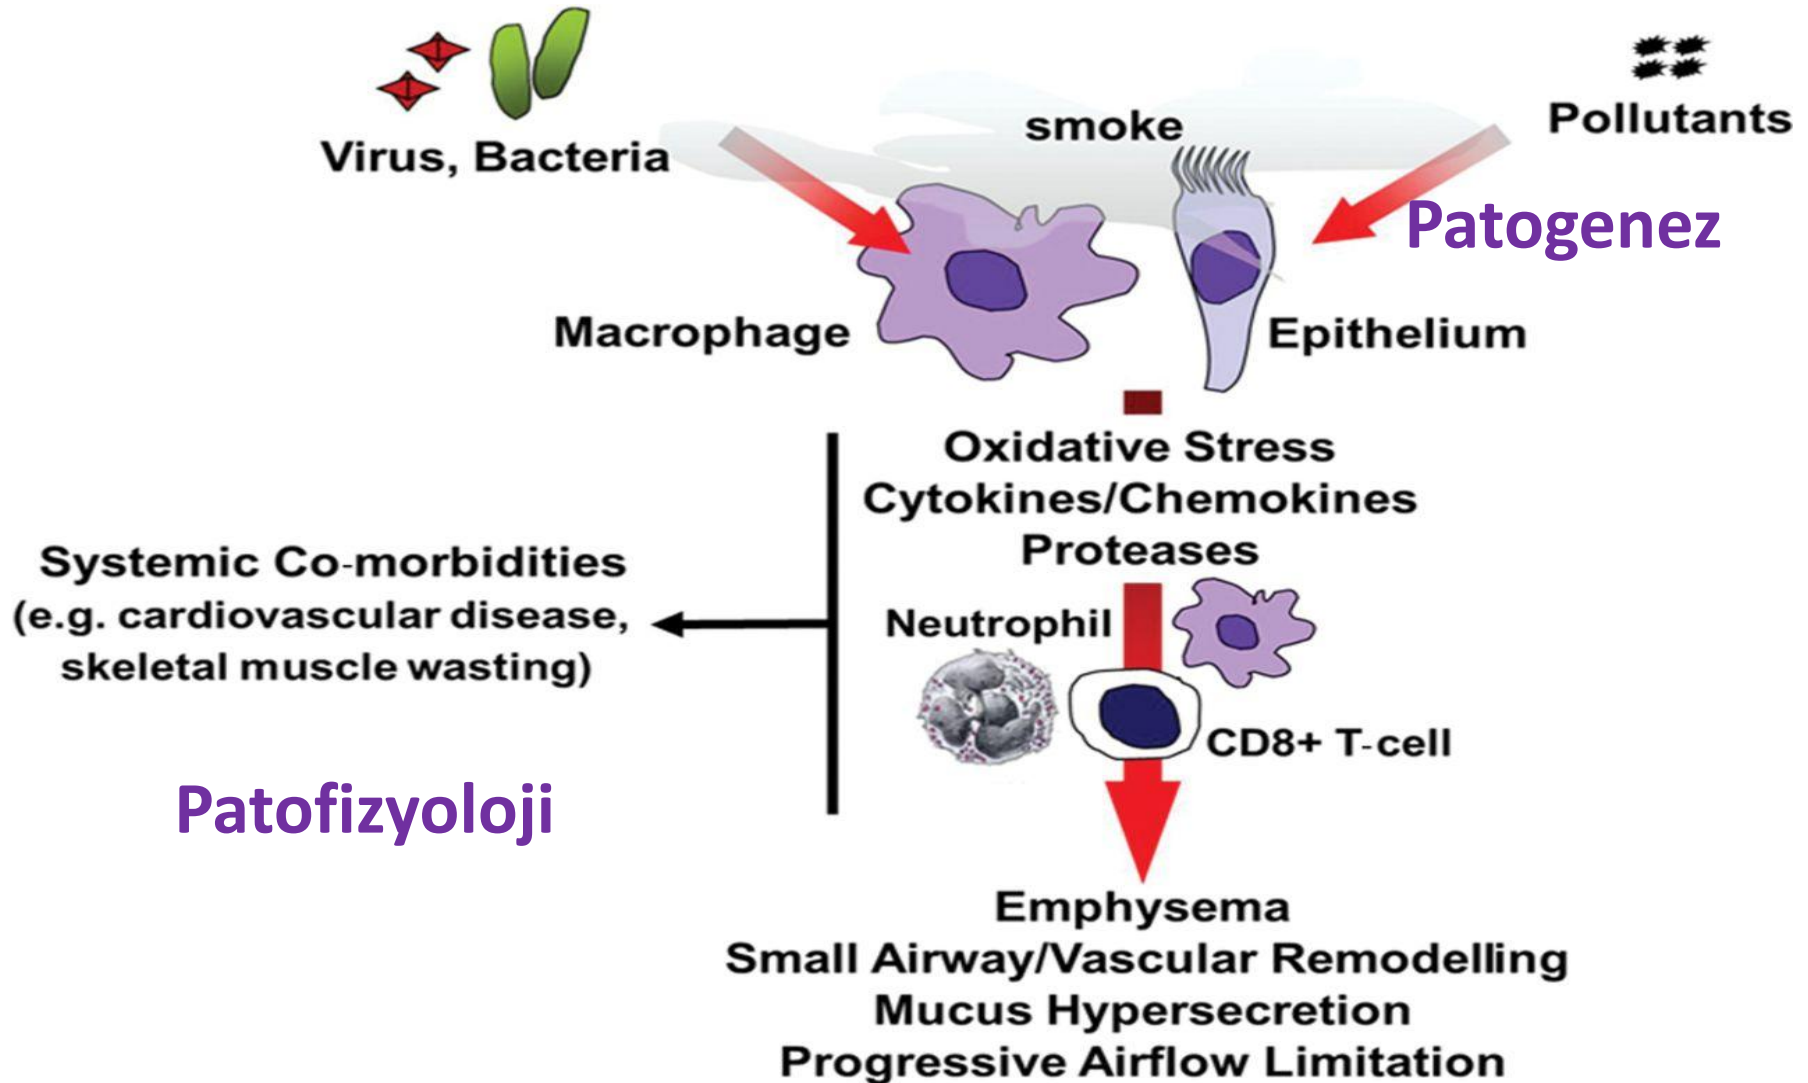 Virus, Bacteria
smoke
Pollutants
Patogenez
Macrophage
Epithelium
Oxidative Stress
Cytokines/Chemokines
Proteases
Systemic Co-morbidities
(e.g. cardiovascular disease,
skeletal muscle wasting)
Neutrophil
CD8+ T-cell
Patofizyoloji
Emphysema
Small Airway/Vascular Remodelling
Mucus Hypersecretion
Progressive Airflow Limitation